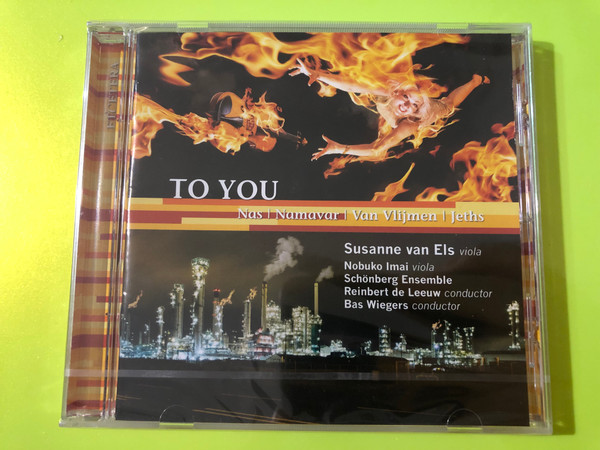 TO YOU
Nas | Namavar | Van Vlijmen | Jeths
Susanne van Els viola
Nobuko Imai viola
Schönberg Ensemble
Reinbert de Leeuw conductor
Bas Wiegers conductor